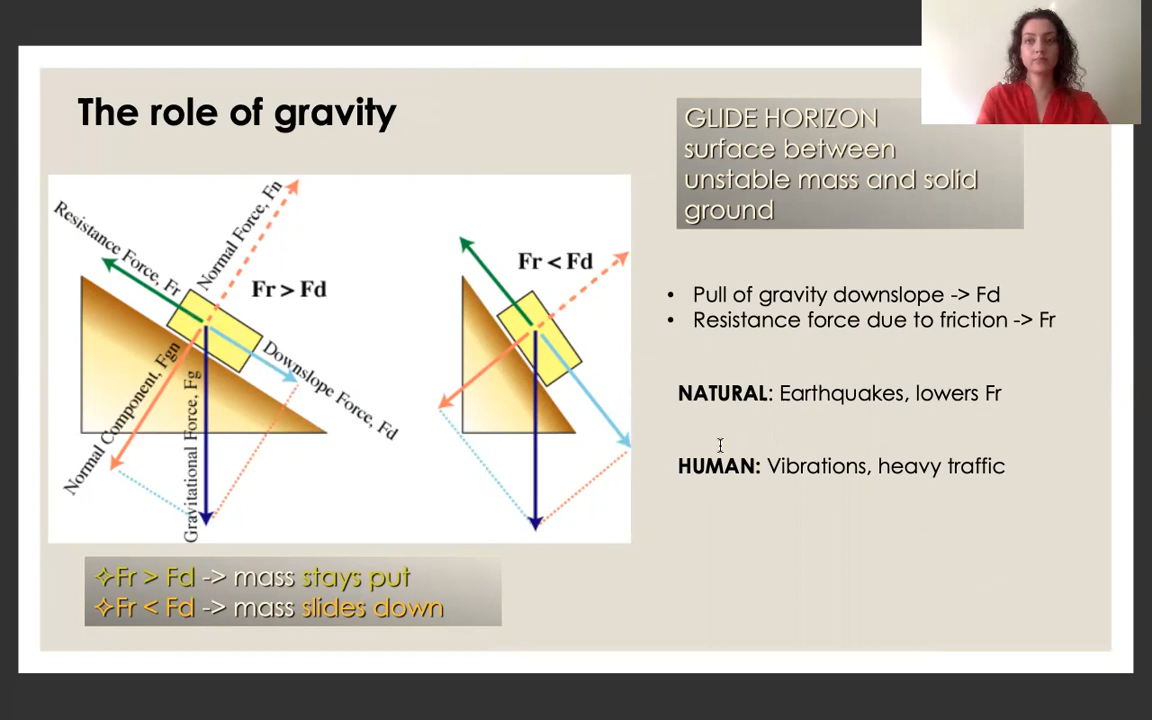 The role of gravity
GLIDE HORIZON
surface between
unstable mass and solid
ground
Resistance Force, Fr
Normal Force, Fn
Fr > Fd
Downslope Force, Fd
Normal Component, Fgn
Gravitational Force, Fg
Fr < Fd
• Pull of gravity downslope -> Fd
• Resistance force due to friction -> Fr
NATURAL: Earthquakes, lowers Fr
HUMAN: Vibrations, heavy traffic
✧Fr > Fd -> mass stays put
✧Fr < Fd -> mass slides down